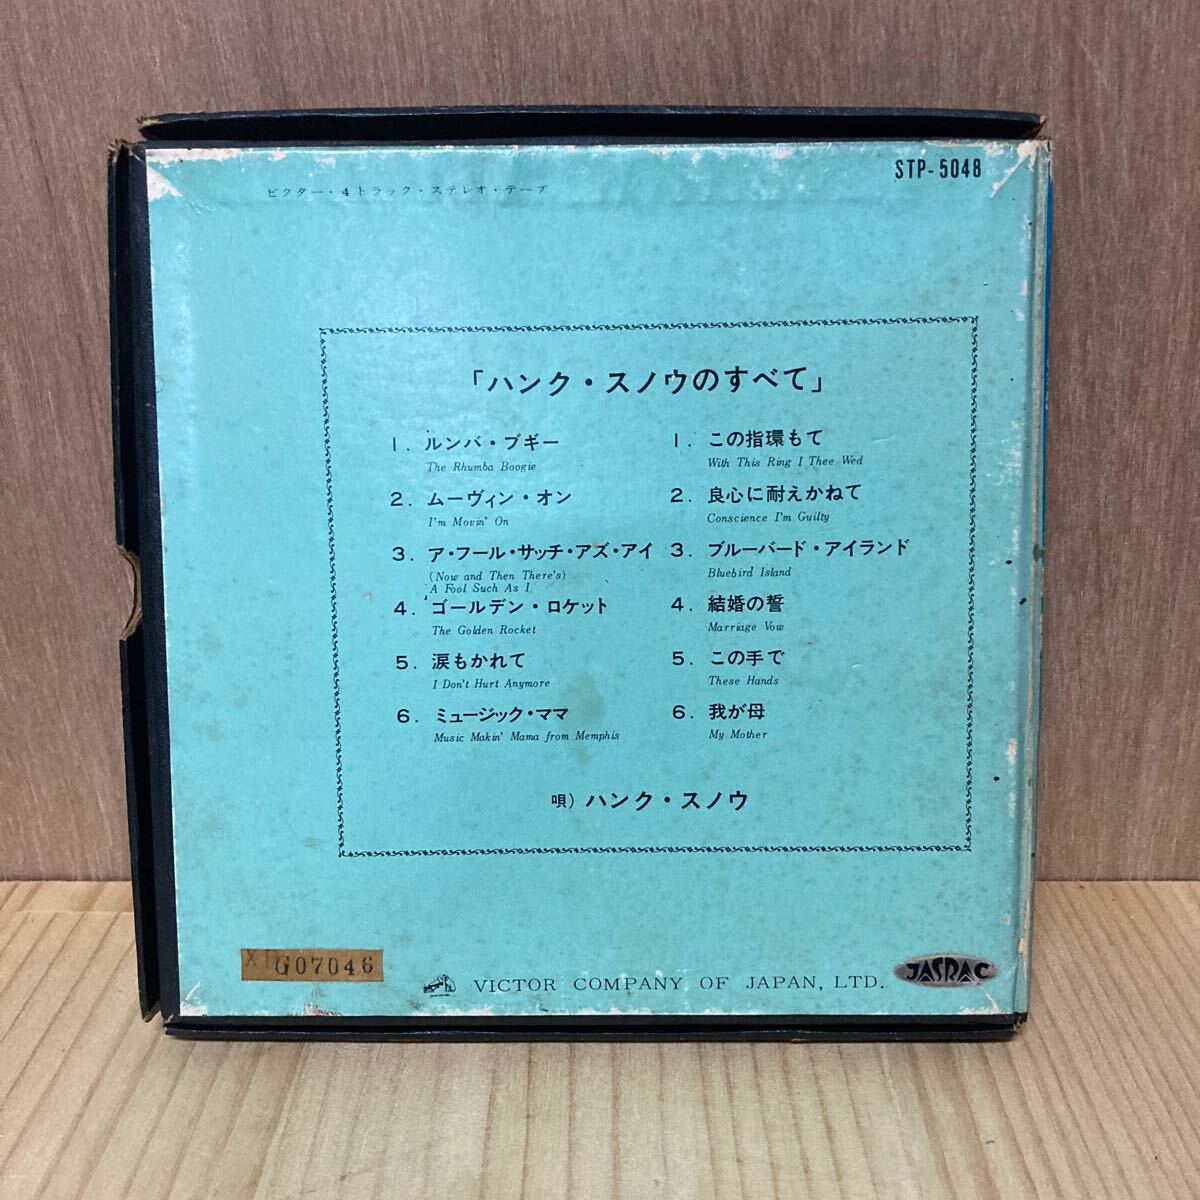 STP-5048
ビクター・4トラック・ステレオ・テープ
「ハンク・スノウのすべて」
1. ルンバ・ブギー
The Rhumba Boogie
2. ムーヴィン・オン
I'm Movin' On
3. ア・フール・サッチ・アズ・アイ
(Now and Then There's)
A Fool Such As I
4. ゴールデン・ロケット
The Golden Rocket
5. 涙もかれて
I Don't Hurt Anymore
6. ミュージック・ママ
Music Makin' Mama from Memphis
1. この指環もて
With This Ring I Thee Wed
2. 良心に耐えかねて
Conscience I'm Guilty
3. ブルーバード・アイランド
Bluebird Island
4. 結婚の誓
Marriage Vow
5. この手で
These Hands
6. 我が母
My Mother
唄) ハンク・スノウ
G07046
VICTOR COMPANY OF JAPAN, LTD.
JASRAC